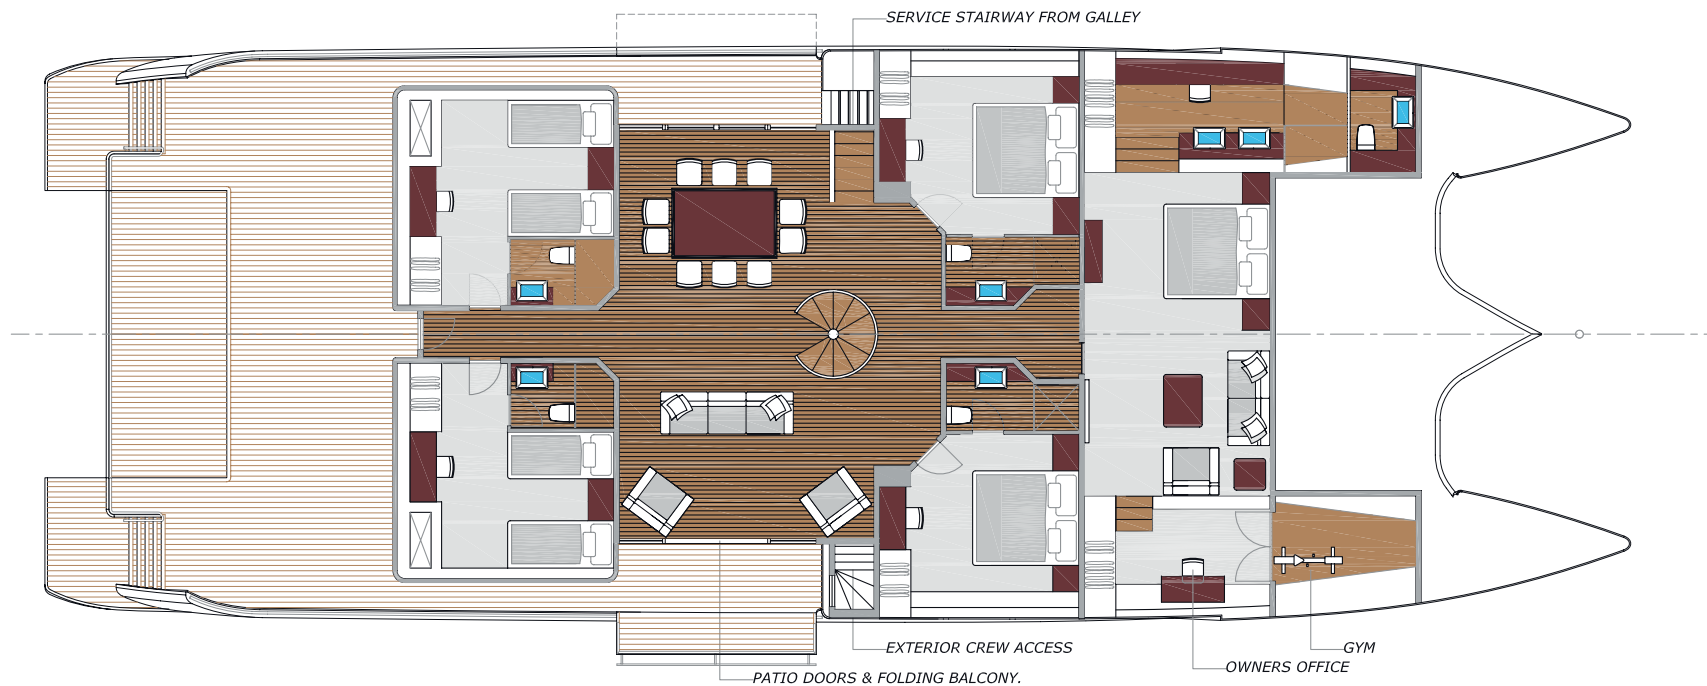 SERVICE STAIRWAY FROM GALLEY
EXTERIOR CREW ACCESS
GYM
OWNERS OFFICE
PATIO DOORS & FOLDING BALCONY.